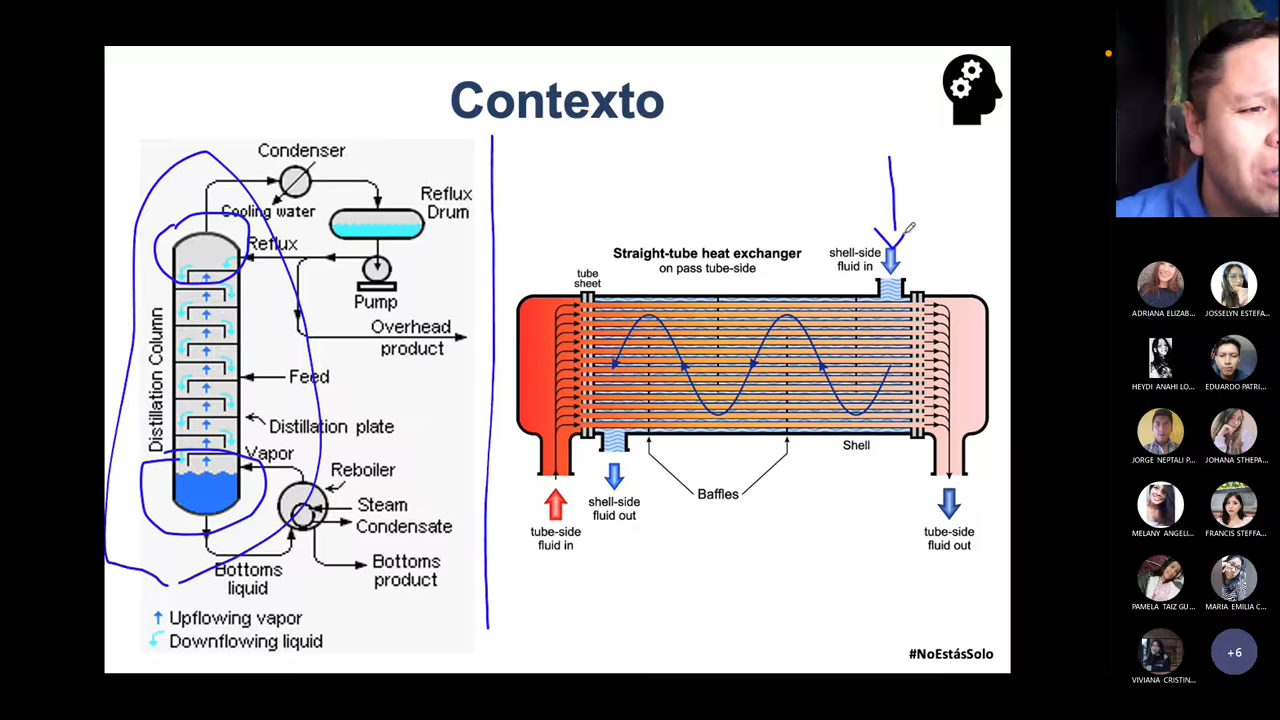 Contexto
Condenser
Cooling water
Reflux
Drum
Reflux
Pump
Overhead
product
Feed
Distillation Column
Distillation plate
Vapor
Reboiler
Steam
Condensate
Bottoms
product
Bottoms
liquid
Upflowing vapor
Downflowing liquid
Straight-tube heat exchanger
on pass tube-side
tube
sheet
shell-side
fluid in
Shell
Baffles
shell-side
fluid out
tube-side
fluid in
tube-side
fluid out
#NoEstásSolo
ADRIANA ELIZAB...
JOSSELYN ESTEFA...
HEYDI ANAHI LO...
EDUARDO PATRI...
JORGE NEPTALI P...
JOHANA STHEPA...
MELANY ANGELI...
FRANCIS STEFFA...
PAMELA TAIZ GU...
MARIA EMILIA C...
VIVIANA CRISTIN...
+6